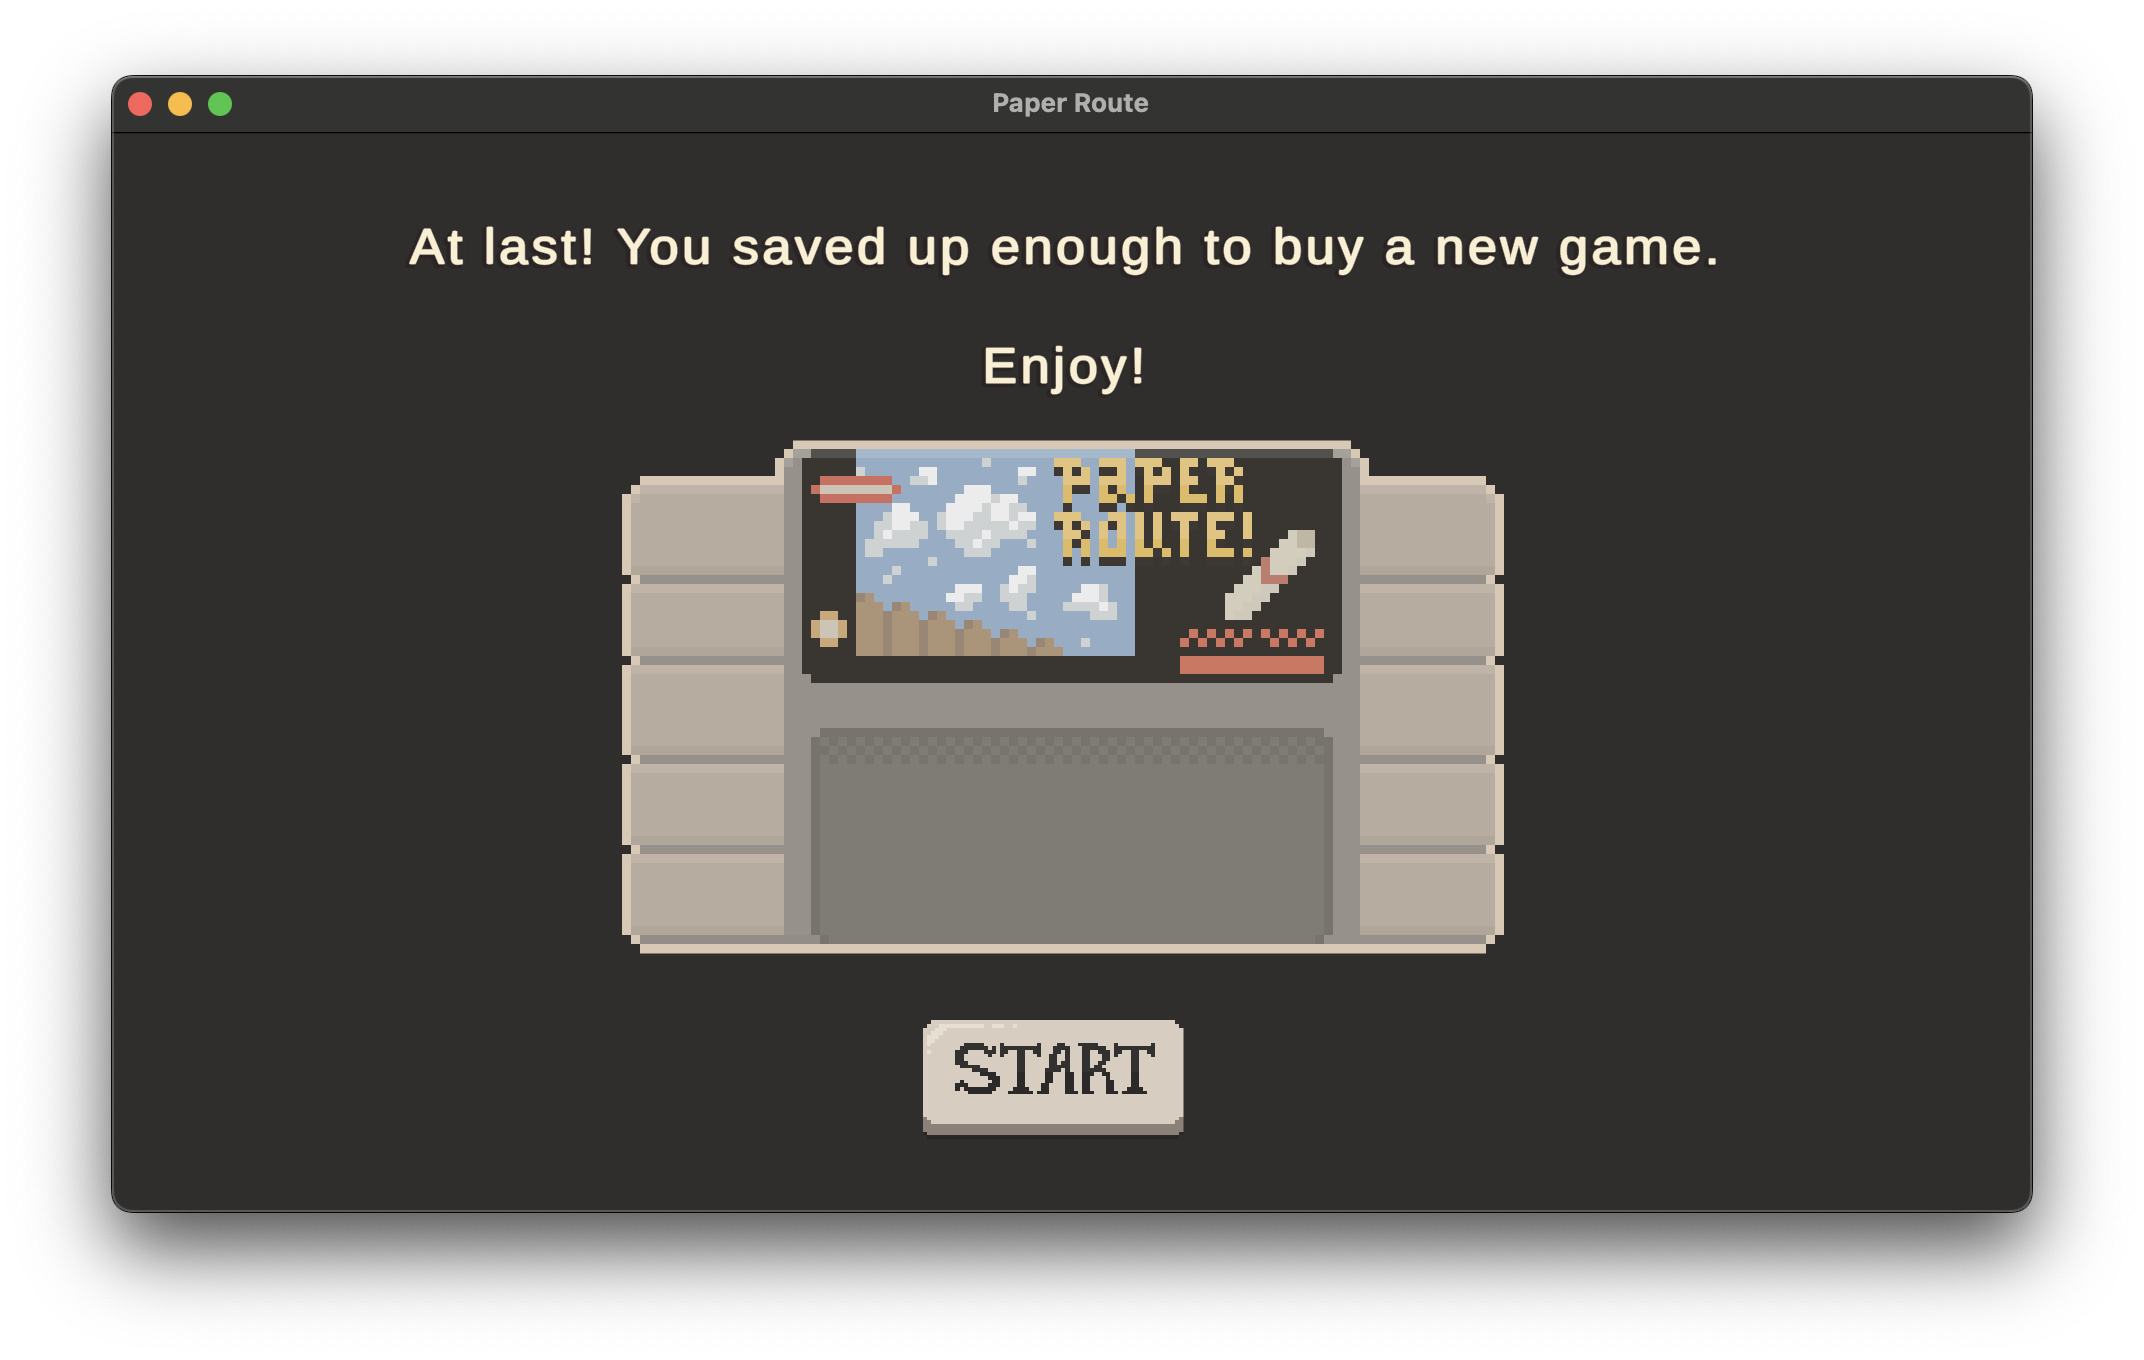 Paper Route
At last! You saved up enough to buy a new game.
Enjoy!
PAPER
ROUTE!
START